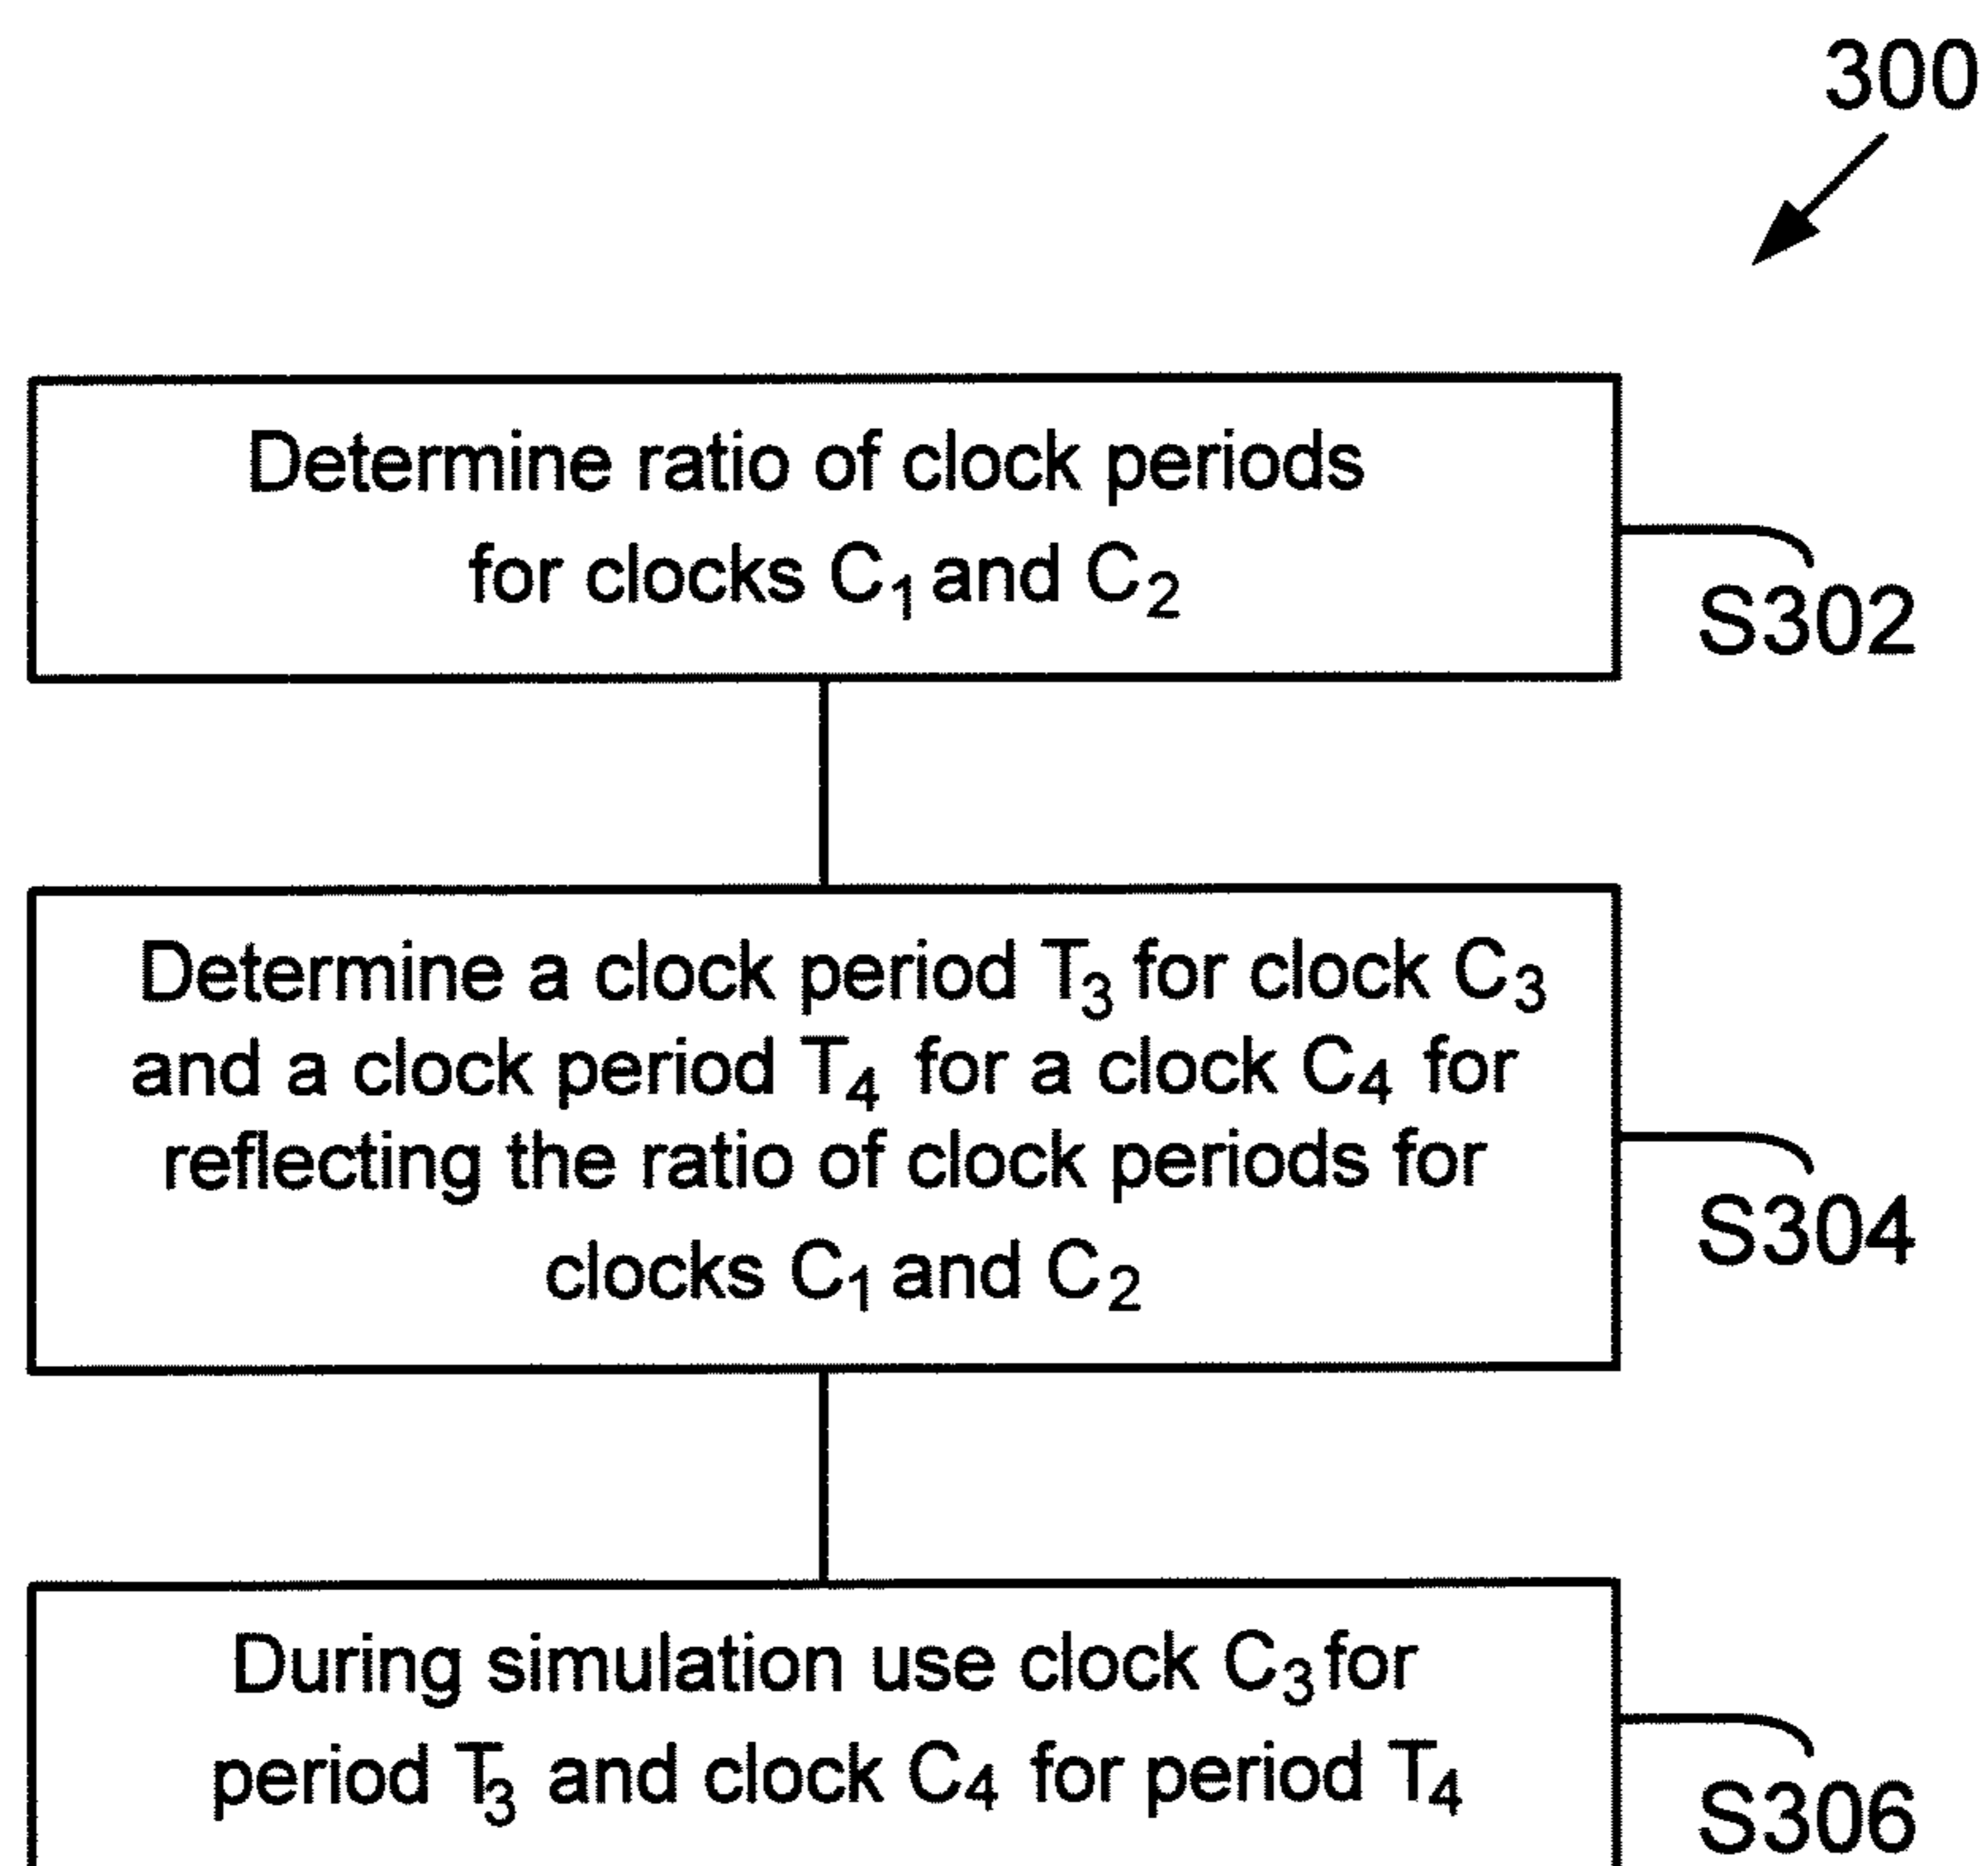 300
Determine ratio of clock periods
for clocks C₁ and C₂
S302
Determine a clock period T₃ for clock C₃
and a clock period T₄ for a clock C₄ for
reflecting the ratio of clock periods for
clocks C₁ and C₂
S304
During simulation use clock C₃ for
period T₃ and clock C₄ for period T₄
S306